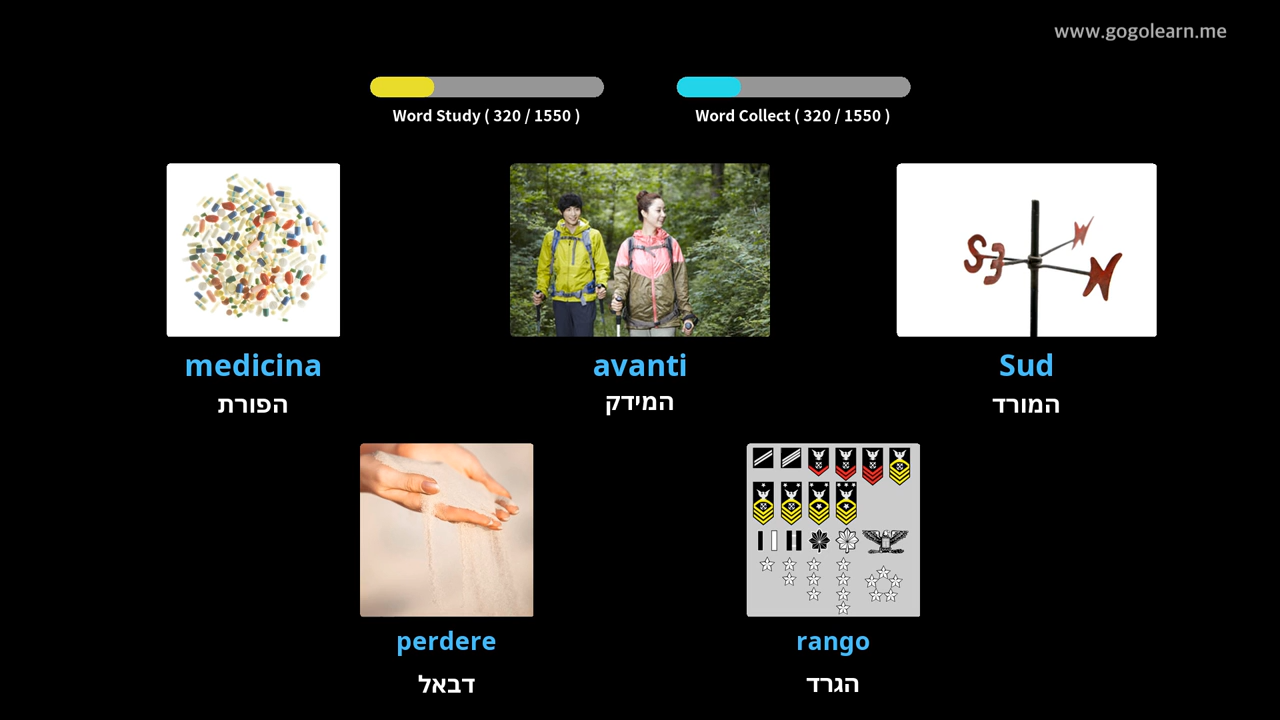 www.gogolearn.me
Word Study ( 320 / 1550 )
Word Collect ( 320 / 1550 )
medicina
הפורת
avanti
המידק
Sud
המורד
perdere
דבאל
rango
הגרד